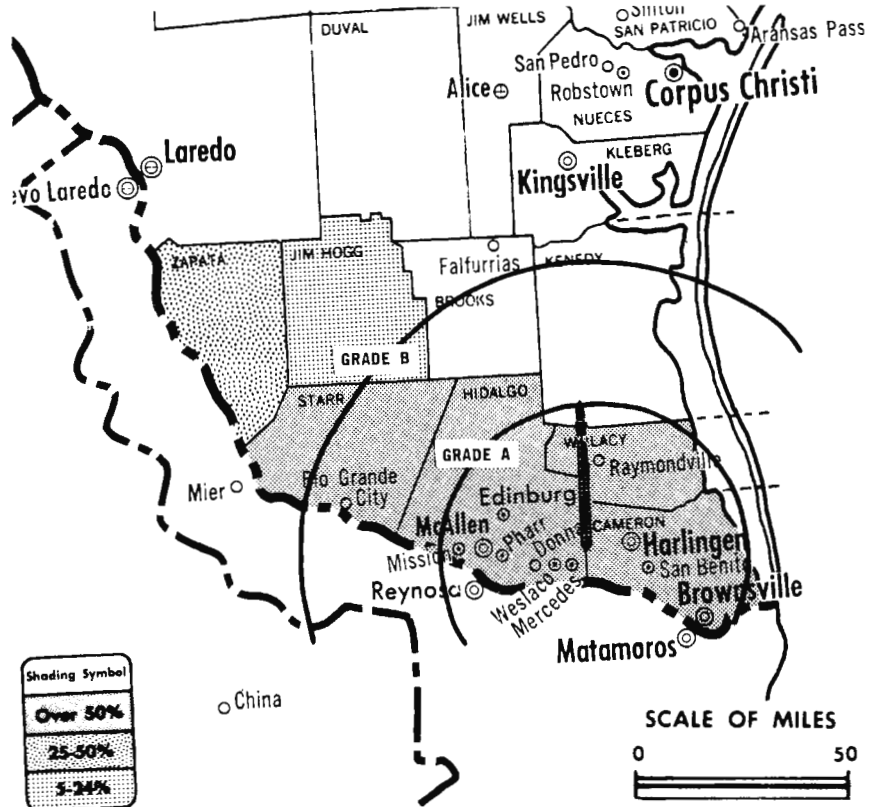 DUVAL
JIM WELLS
Sinton
SAN PATRICIO
Aransas Pass
San Pedro
Alice
Robstown
Corpus Christi
NUECES
Laredo
KLEBERG
evo Laredo
Kingsville
ZAPATA
JIM HOGG
Falfurrias
KENEDY
BROOKS
GRADE B
STARR
HIDALGO
GRADE A
WILLACY
Raymondville
Mier
Rio Grande
City
Edinburg
McAllen
Pharr
Donna
CAMERON
Harlingen
Mission
San Benito
Reynosa
Weslaco
Mercedes
Brownsville
Matamoros
China
Shading Symbol
Over 50%
25-50%
5-24%
SCALE OF MILES
0
50